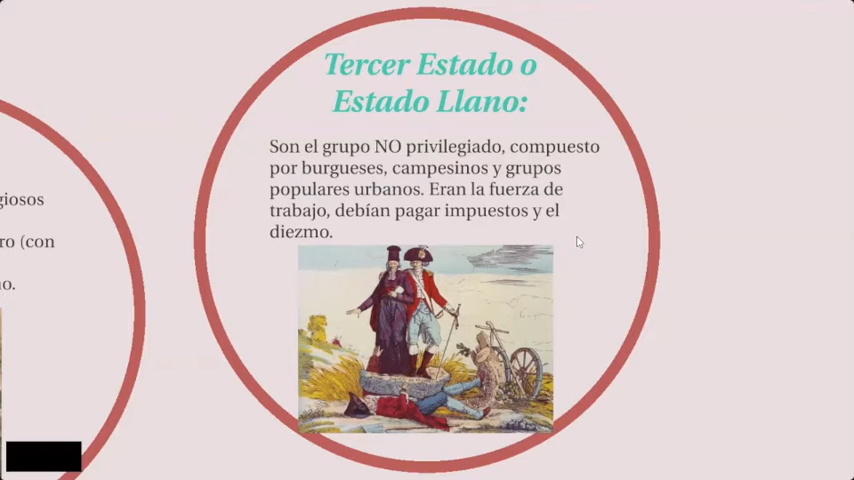 Tercer Estado o
Estado Llano:
Son el grupo NO privilegiado, compuesto
por burgueses, campesinos y grupos
populares urbanos. Eran la fuerza de
trabajo, debían pagar impuestos y el
diezmo.
giosos
ro (con
o.